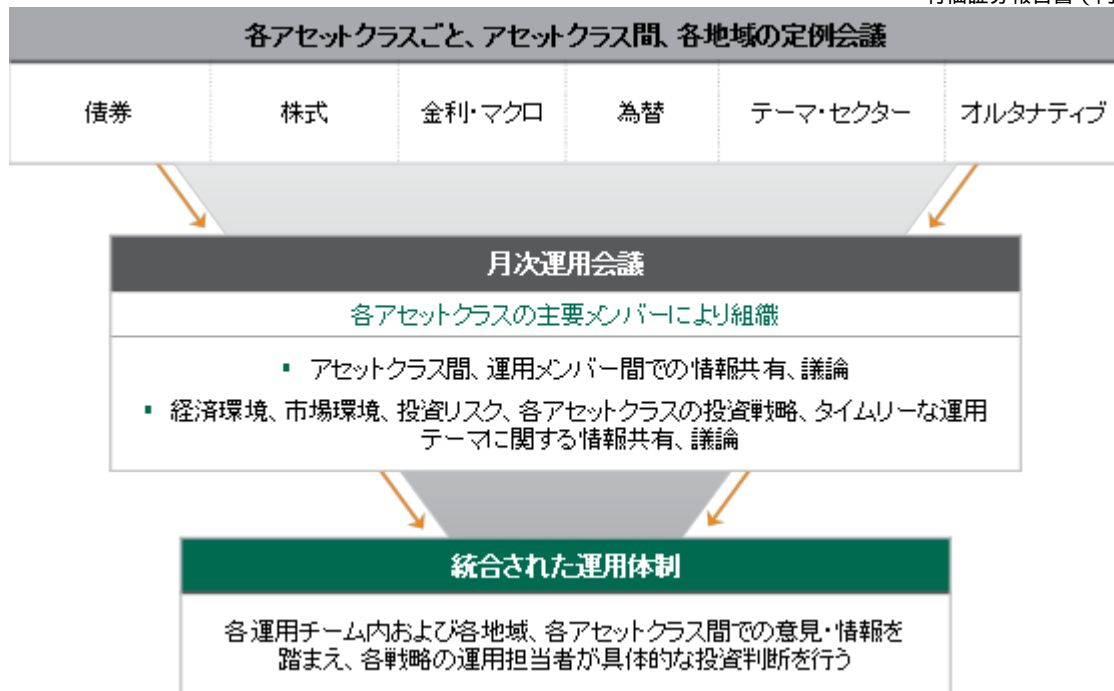 各アセットクラスごと、アセットクラス間、各地域の定例会議
債券 株式 金利・マクロ 為替 テーマ・セクター オルタナティブ
月次運用会議
各アセットクラスの主要メンバーにより組織
▪ アセットクラス間、運用メンバー間での情報共有、議論
▪ 経済環境、市場環境、投資リスク、各アセットクラスの投資戦略、タイムリーな運用
テーマに関する情報共有、議論
統合された運用体制
各運用チーム内および各地域、各アセットクラス間での意見・情報を
踏まえ、各戦略の運用担当者が具体的な投資判断を行う